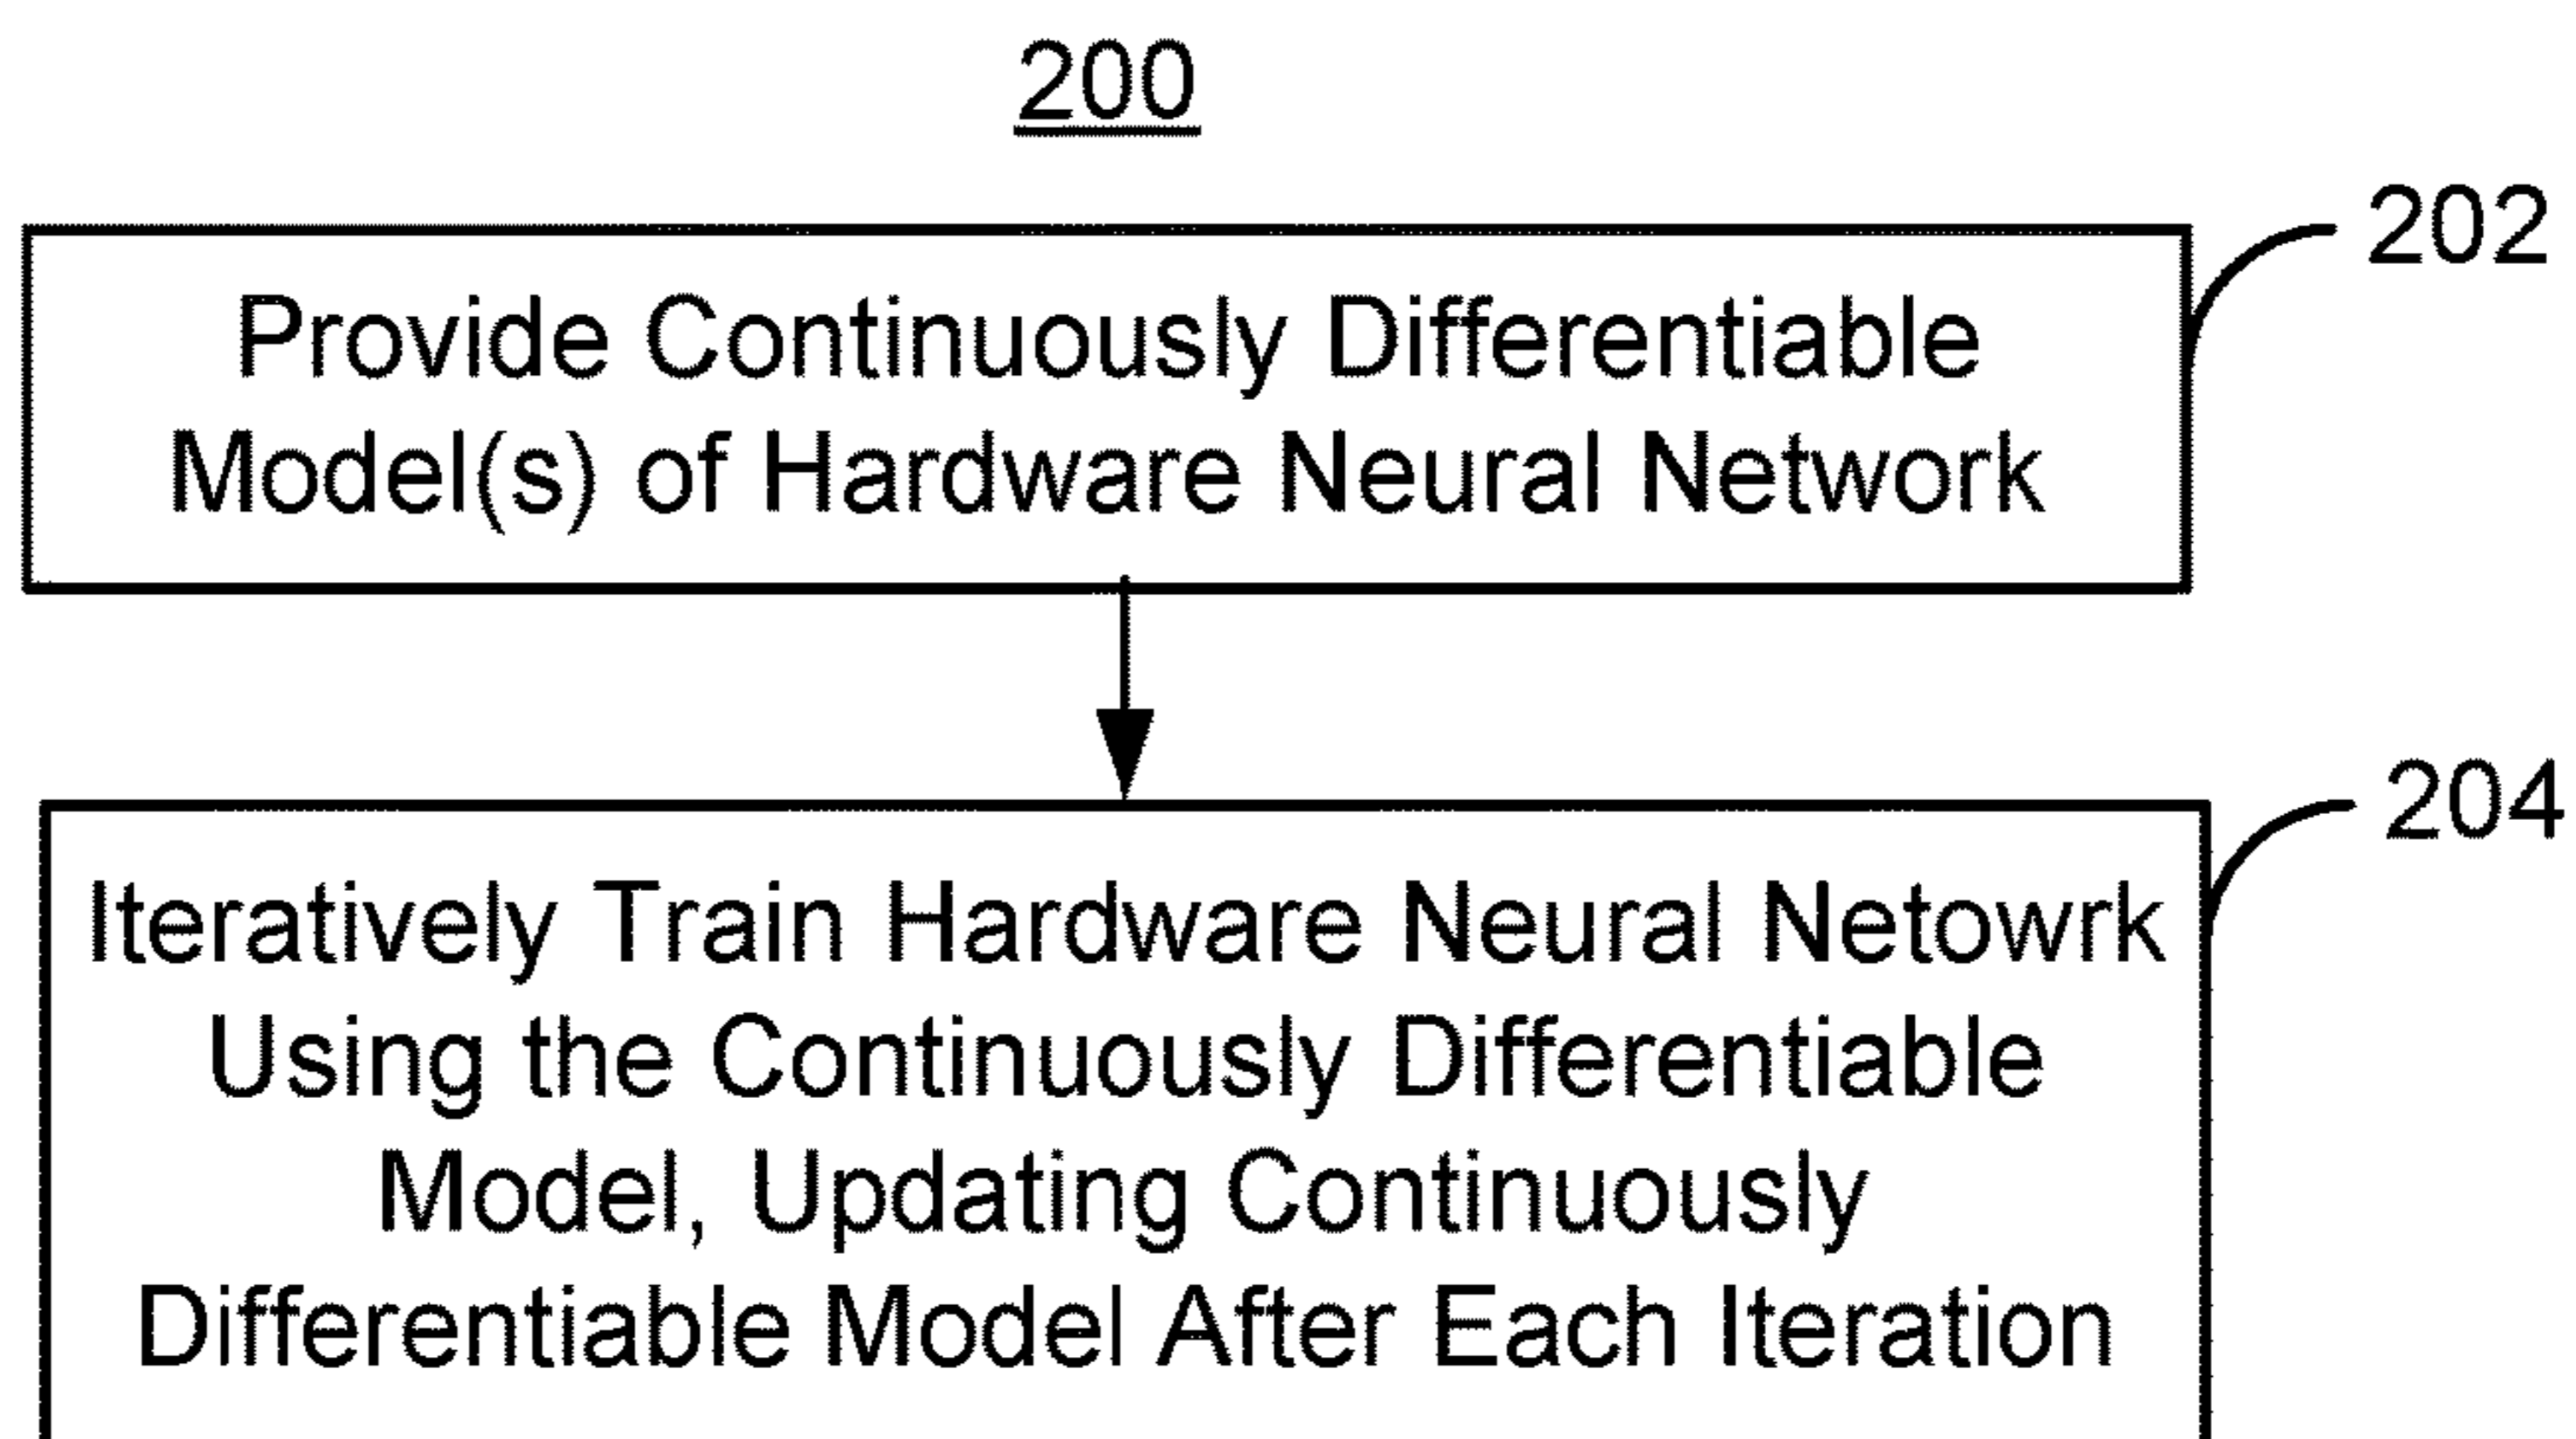 200
202
Provide Continuously Differentiable
Model(s) of Hardware Neural Network
204
Iteratively Train Hardware Neural Netowrk
Using the Continuously Differentiable
Model, Updating Continuously
Differentiable Model After Each Iteration